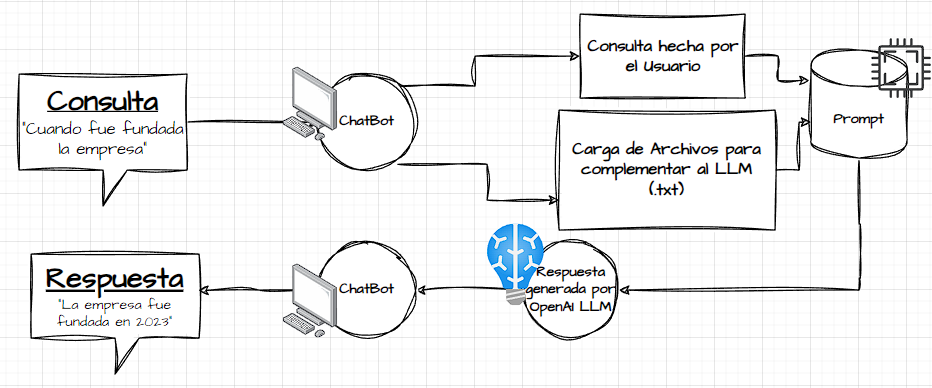 Consulta
"Cuando fue fundada
la empresa"
ChatBot
Consulta hecha por
el Usuario
Carga de Archivos para
complementar al LLM
(.txt)
Prompt
Respuesta
generada por
OpenAI LLM
ChatBot
Respuesta
"La empresa fue
fundada en 2023"